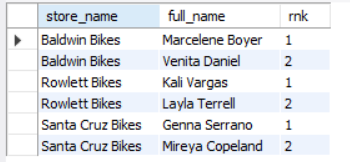 store_name full_name rnk
Baldwin Bikes Marcelene Boyer 1
Baldwin Bikes Venita Daniel 2
Rowlett Bikes Kali Vargas 1
Rowlett Bikes Layla Terrell 2
Santa Cruz Bikes Genna Serrano 1
Santa Cruz Bikes Mireya Copeland 2